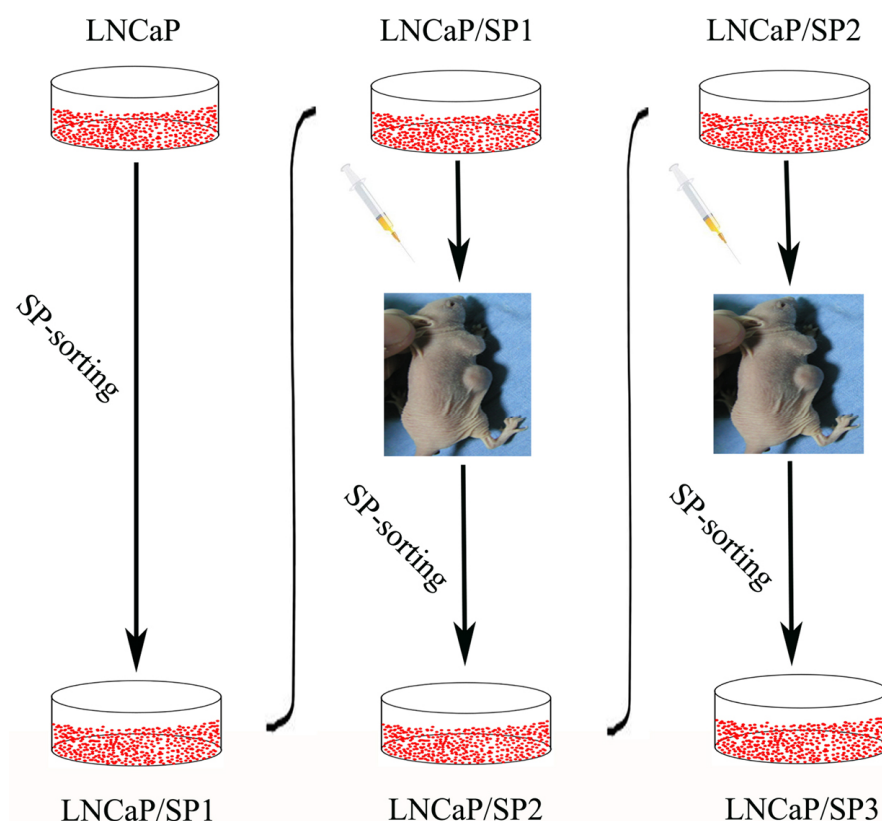 LNCaP
LNCaP/SP1
LNCaP/SP2
SP-sorting
SP-sorting
SP-sorting
LNCaP/SP1
LNCaP/SP2
LNCaP/SP3